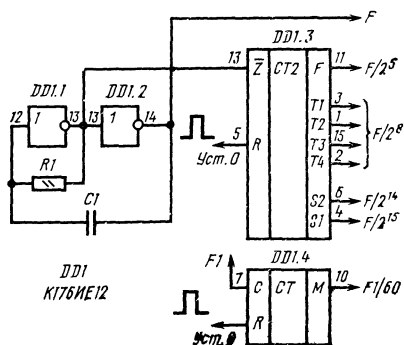 F
DD1.3
DD1.1 DD1.2
12 1 13 13 1 14
R1
C1
13 Z̅ CT2 F 11 F/2⁵
T1 3
T2 1
T3 15
T4 2
F/2⁸
5 R
Уст.0
S2 6 F/2¹⁴
S1 4 F/2¹⁵
DD1
К176ИЕ12
DD1.4
F1
7 C CT M 10 F1/60
R
Уст.0